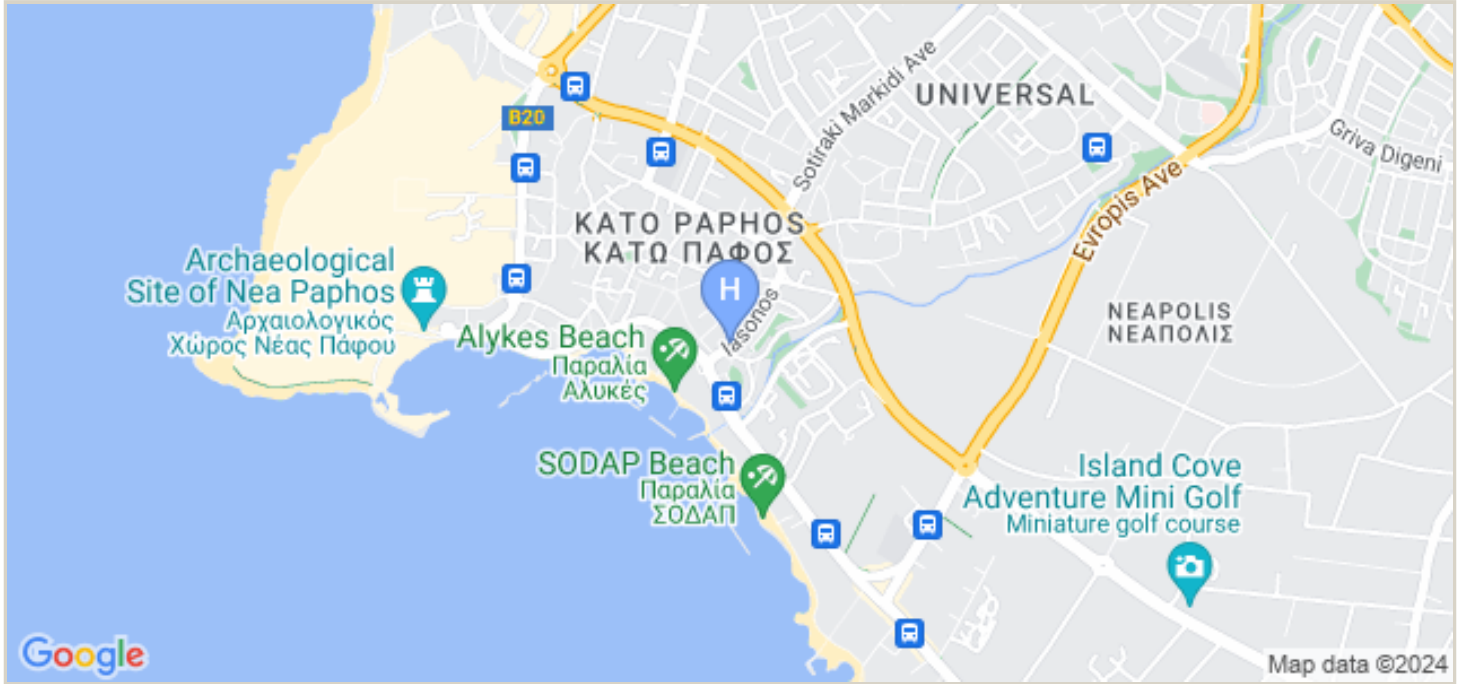 Sotiraki Markidi Ave
UNIVERSAL
B20
Griva Digeni
Evropis Ave
KATO PAPHOS
ΚΑΤΩ ΠΑΦΟΣ
Archaeological
Site of Nea Paphos
Αρχαιολογικός
Χώρος Νέας Πάφου
H
Iasonos
NEAPOLIS
ΝΕΑΠΟΛΙΣ
Alykes Beach
Παραλία
Αλυκές
SODAP Beach
Παραλία
ΣΟΔΑΠ
Island Cove
Adventure Mini Golf
Miniature golf course
Google
Map data ©2024